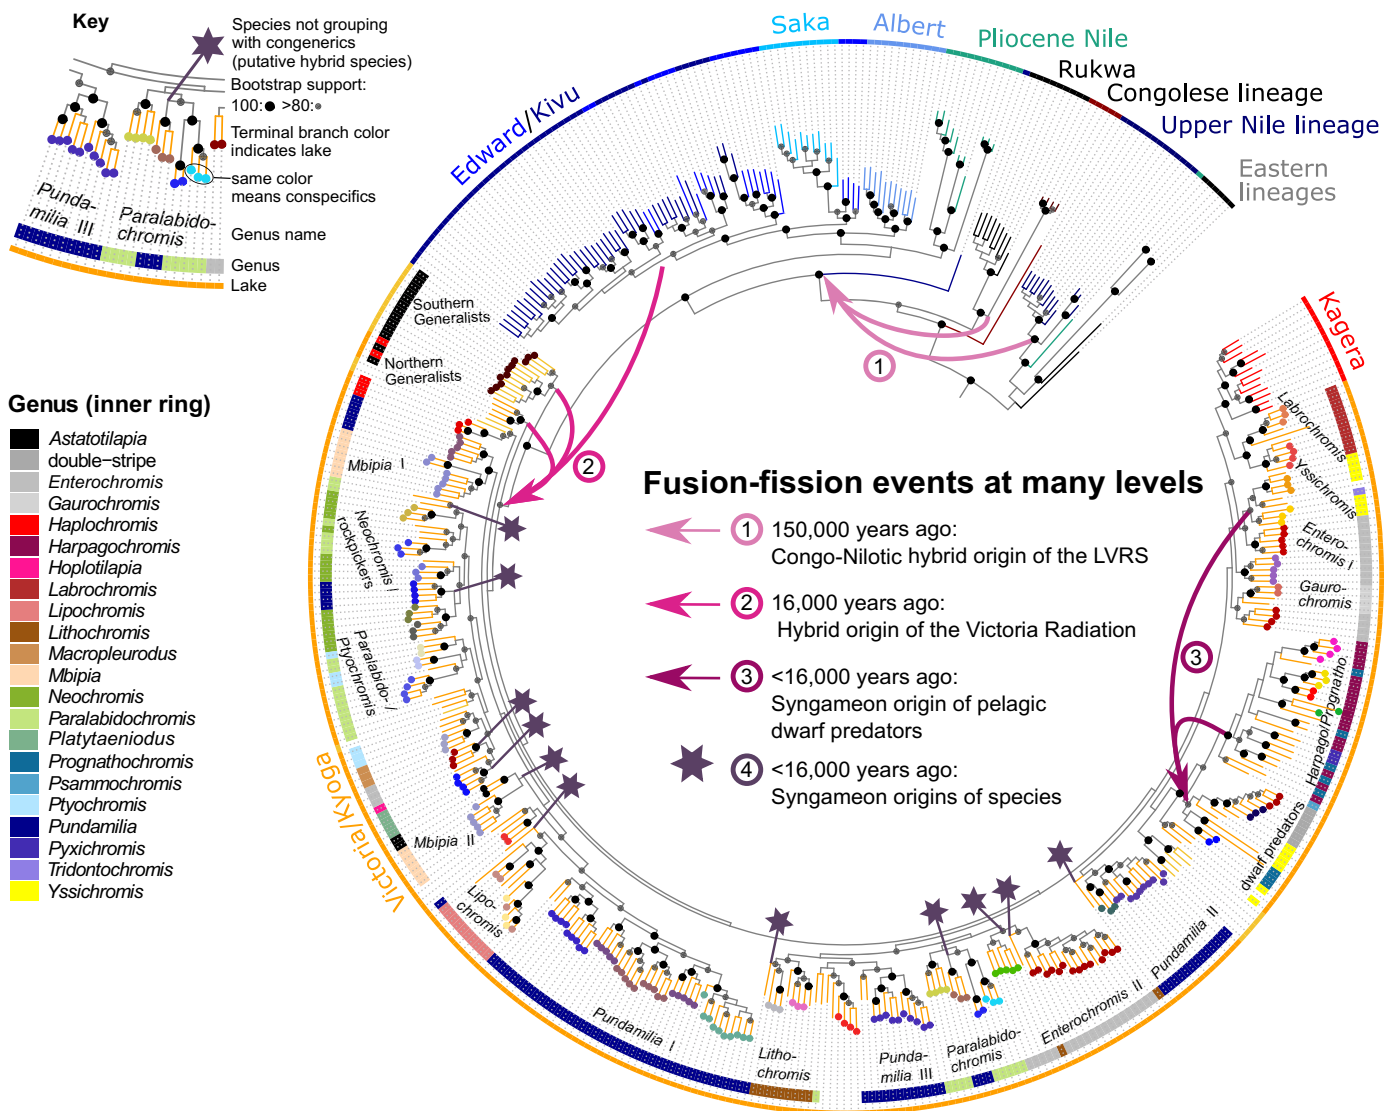 Key
Species not grouping
with congenerics
(putative hybrid species)
Bootstrap support:
100: >80:
Terminal branch color
indicates lake
same color
means conspecifics
Punda-
milia III
Paralabido-
chromis
Genus name
Genus
Lake
Saka
Albert
Pliocene Nile
Rukwa
Congolese lineage
Upper Nile lineage
Eastern
lineages
Edward/Kivu
Kagera
Victoria/Kyoga
Southern
Generalists
Northern
Generalists
Mbipia I
Neochromis I
rockpickers
Paralabido-/
Ptyochromis
Mbipia II
Lipo-
chromis
Pundamilia I
Litho-
chromis
Punda-
milia III
Paralabido-
chromis
Enterochromis II
Pundamilia II
dwarf predators
Harpago/Prognatho
Gauro-
chromis
Entero-
chromis I
Yssichromis
Labrochromis
Genus (inner ring)
Astatotilapia
double−stripe
Enterochromis
Gaurochromis
Haplochromis
Harpagochromis
Hoplotilapia
Labrochromis
Lipochromis
Lithochromis
Macropleurodus
Mbipia
Neochromis
Paralabidochromis
Platytaeniodus
Prognathochromis
Psammochromis
Ptyochromis
Pundamilia
Pyxichromis
Tridontochromis
Yssichromis
1
2
3
Fusion-fission events at many levels
1 150,000 years ago:
Congo-Nilotic hybrid origin of the LVRS
2 16,000 years ago:
Hybrid origin of the Victoria Radiation
3 <16,000 years ago:
Syngameon origin of pelagic
dwarf predators
4 <16,000 years ago:
Syngameon origins of species